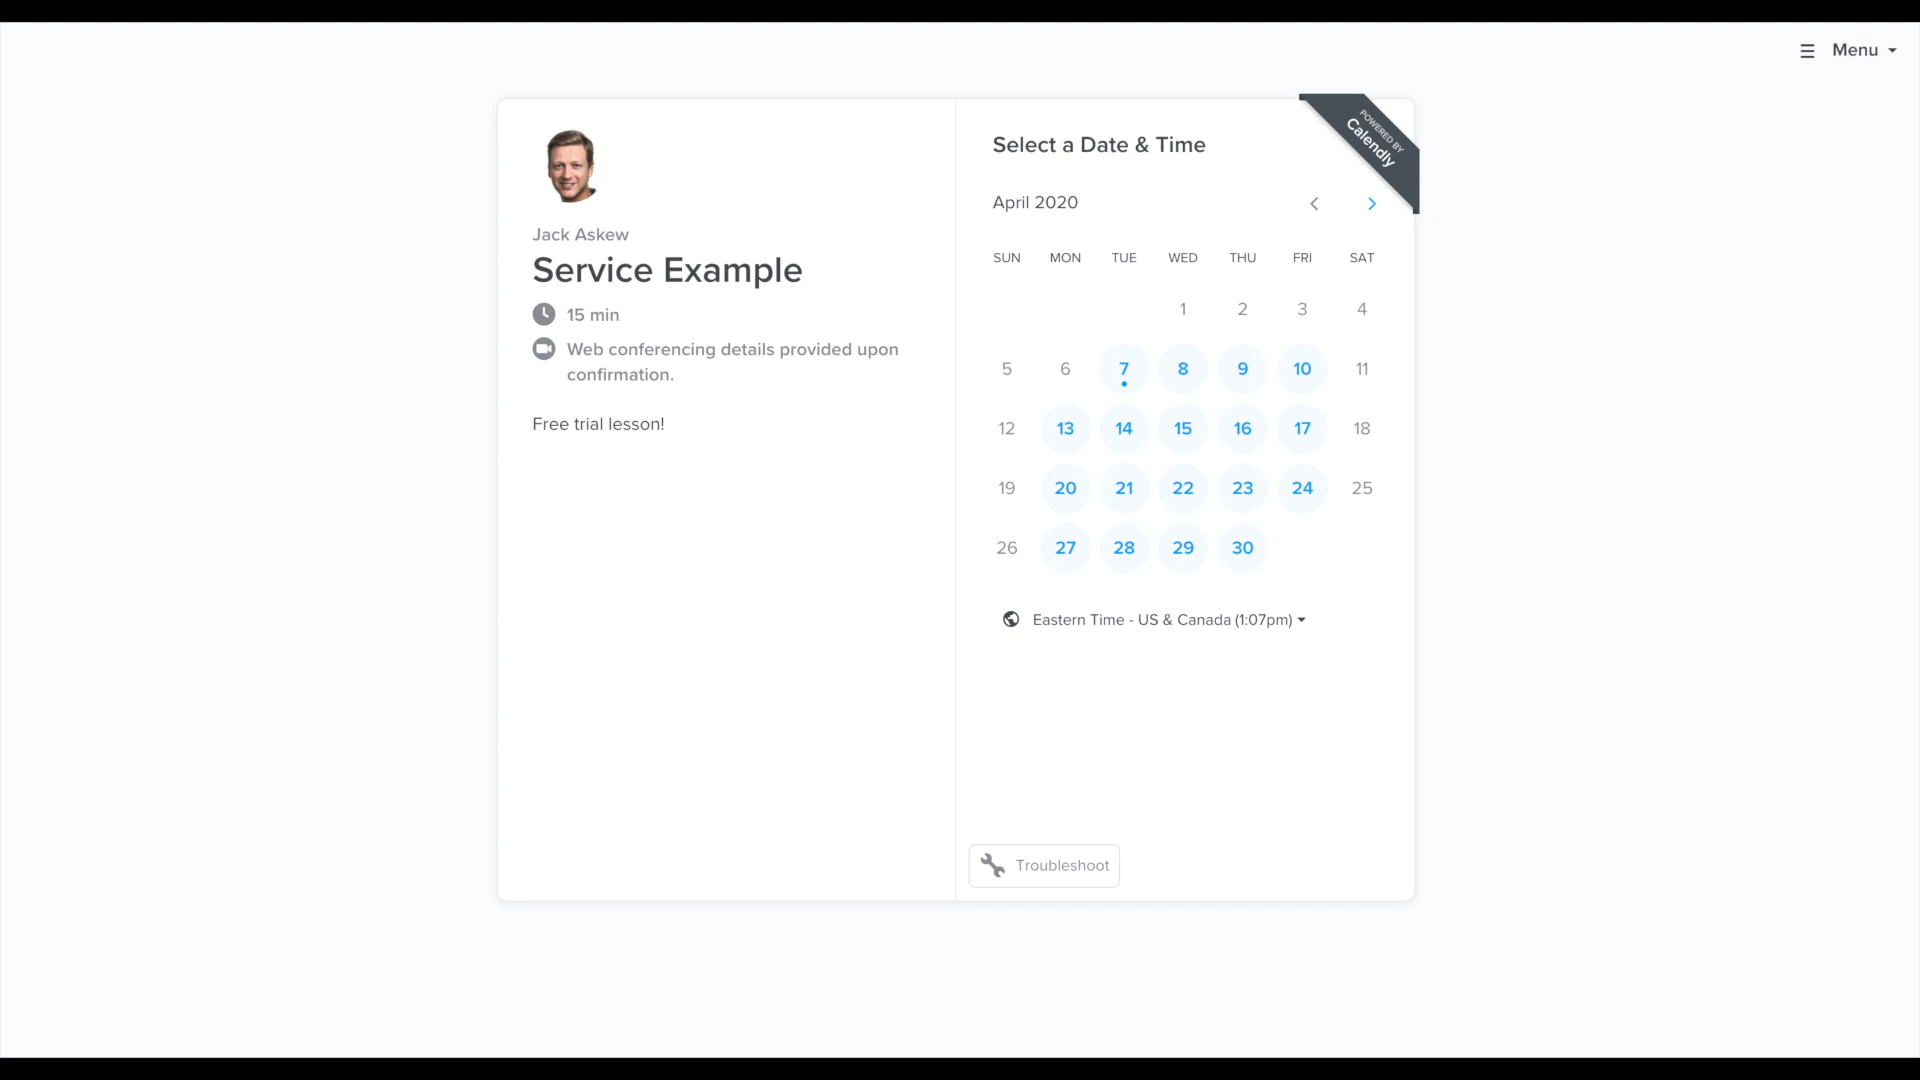 Menu
POWERED BY
Calendly
Jack Askew
Service Example
15 min
Web conferencing details provided upon
confirmation.
Free trial lesson!
Select a Date & Time
April 2020
SUN MON TUE WED THU FRI SAT
1 2 3 4
5 6 7 8 9 10 11
12 13 14 15 16 17 18
19 20 21 22 23 24 25
26 27 28 29 30
Eastern Time - US & Canada (1:07pm)
Troubleshoot